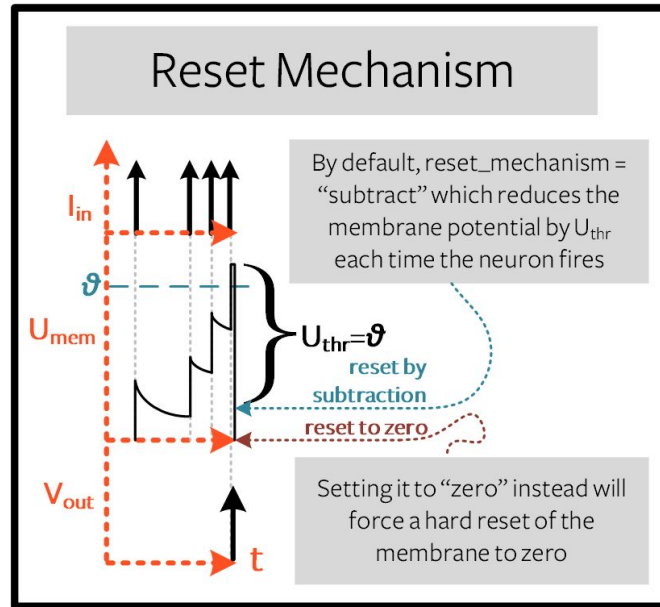 Reset Mechanism
By default, reset_mechanism =
“subtract” which reduces the
membrane potential by Uthr
each time the neuron fires
Iin
ϑ
Umem
Uthr=ϑ
reset by
subtraction
reset to zero
Vout
t
Setting it to “zero” instead will
force a hard reset of the
membrane to zero